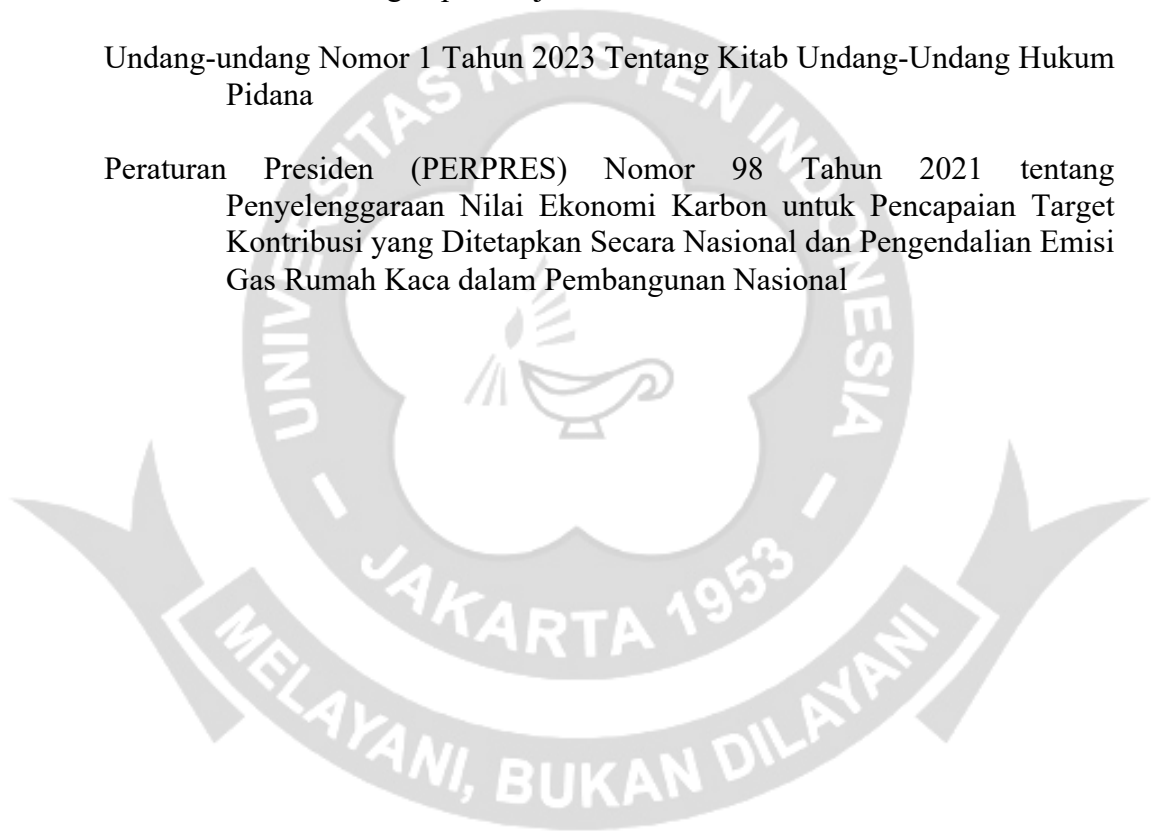 Undang-undang Nomor 1 Tahun 2023 Tentang Kitab Undang-Undang Hukum
Pidana
Peraturan Presiden (PERPRES) Nomor 98 Tahun 2021 tentang
Penyelenggaraan Nilai Ekonomi Karbon untuk Pencapaian Target
Kontribusi yang Ditetapkan Secara Nasional dan Pengendalian Emisi
Gas Rumah Kaca dalam Pembangunan Nasional
UNIVERSITAS KRISTEN INDONESIA
JAKARTA 1953
MELAYANI, BUKAN DILAYANI